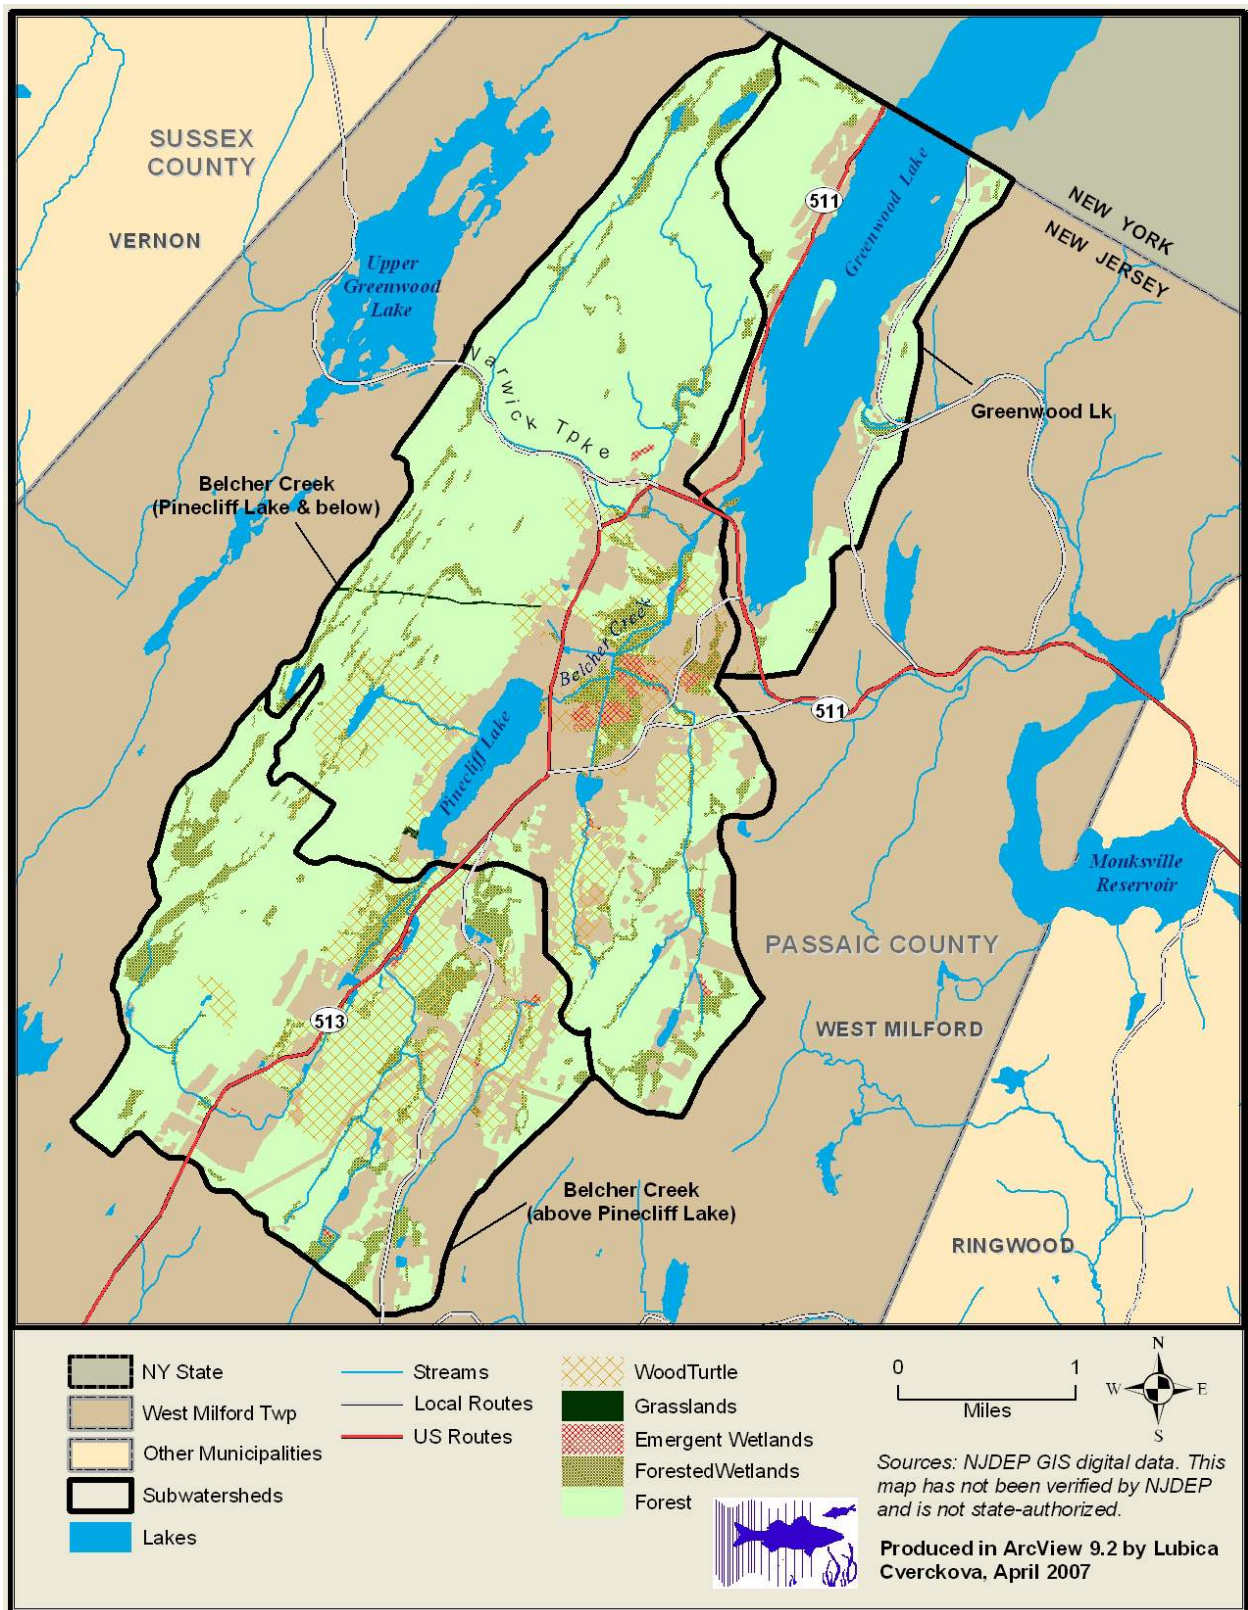 SUSSEX
COUNTY
VERNON
Upper
Greenwood
Lake
511
Greenwood Lake
NEW YORK
NEW JERSEY
Warwick Tpke
Greenwood Lk
Belcher Creek
(Pinecliff Lake & below)
Belcher Creek
Pinecliff Lake
511
Monksville
Reservoir
PASSAIC COUNTY
WEST MILFORD
513
Belcher Creek
(above Pinecliff Lake)
RINGWOOD
NY State
West Milford Twp
Other Municipalities
Subwatersheds
Lakes
Streams
Local Routes
US Routes
WoodTurtle
Grasslands
Emergent Wetlands
ForestedWetlands
Forest
0 1
Miles
N
W E
S
Sources: NJDEP GIS digital data. This
map has not been verified by NJDEP
and is not state-authorized.
Produced in ArcView 9.2 by Lubica
Cverckova, April 2007